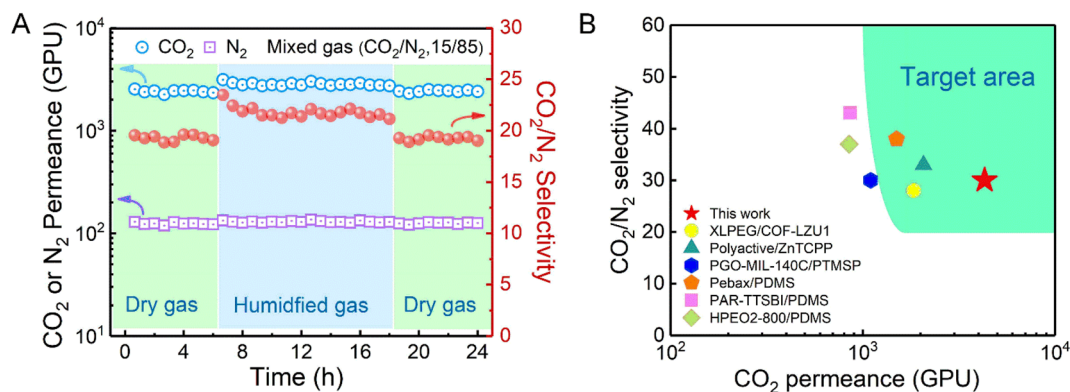 A
CO₂ or N₂ Permeance (GPU)
10⁴
10³
10²
10¹
CO₂ N₂ Mixed gas (CO₂/N₂,15/85)
Dry gas
Humidfied gas
Dry gas
0 4 8 12 16 20 24
Time (h)
30
25
20
15
10
5
0
CO₂/N₂ Selectivity
B
CO₂/N₂ selectivity
60
50
40
30
20
10
0
Target area
This work
XLPEG/COF-LZU1
Polyactive/ZnTCPP
PGO-MIL-140C/PTMSP
Pebax/PDMS
PAR-TTSBI/PDMS
HPEO2-800/PDMS
10² 10³ 10⁴
CO₂ permeance (GPU)